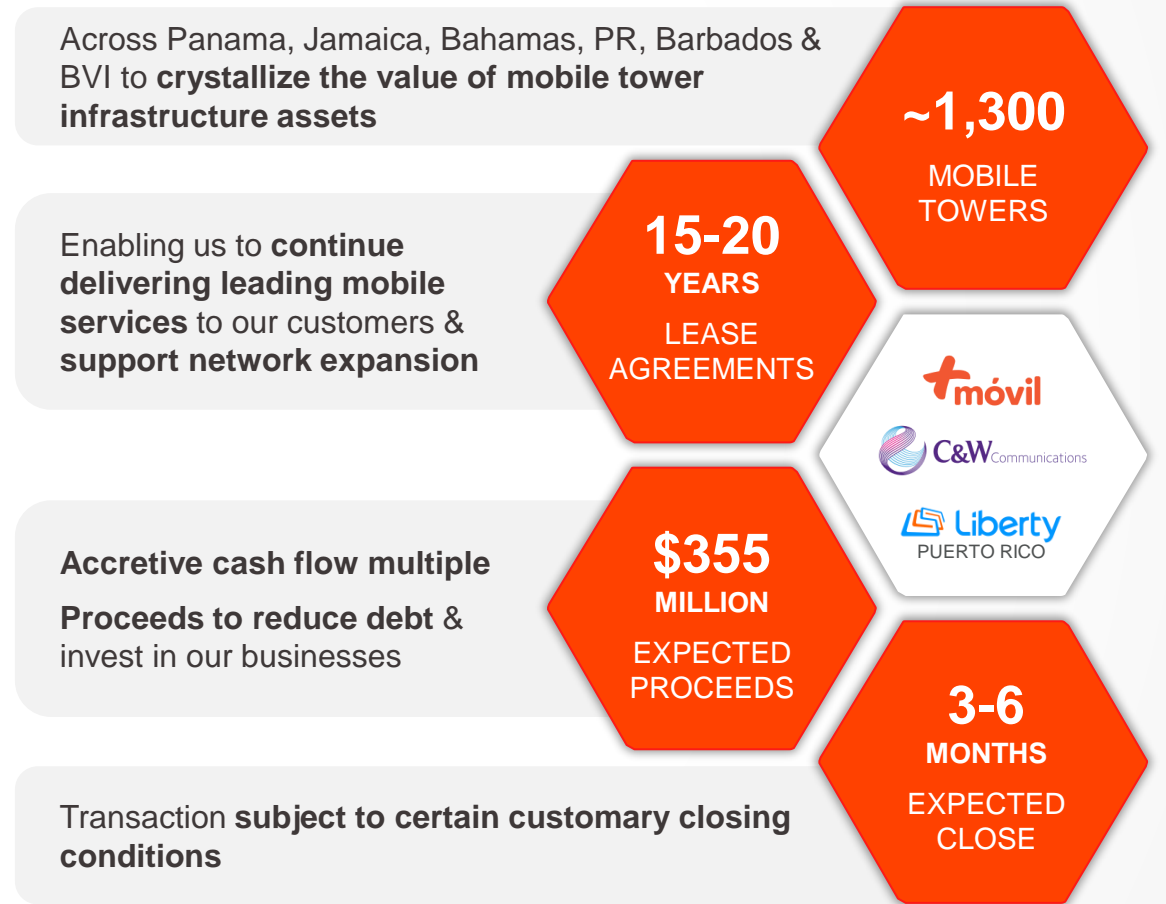 Across Panama, Jamaica, Bahamas, PR, Barbados &
BVI to crystallize the value of mobile tower
infrastructure assets
~1,300
MOBILE
TOWERS
Enabling us to continue
delivering leading mobile
services to our customers &
support network expansion
15-20
YEARS
LEASE
AGREEMENTS
+móvil
C&W Communications
Liberty
PUERTO RICO
Accretive cash flow multiple
Proceeds to reduce debt &
invest in our businesses
$355
MILLION
EXPECTED
PROCEEDS
3-6
MONTHS
EXPECTED
CLOSE
Transaction subject to certain customary closing
conditions